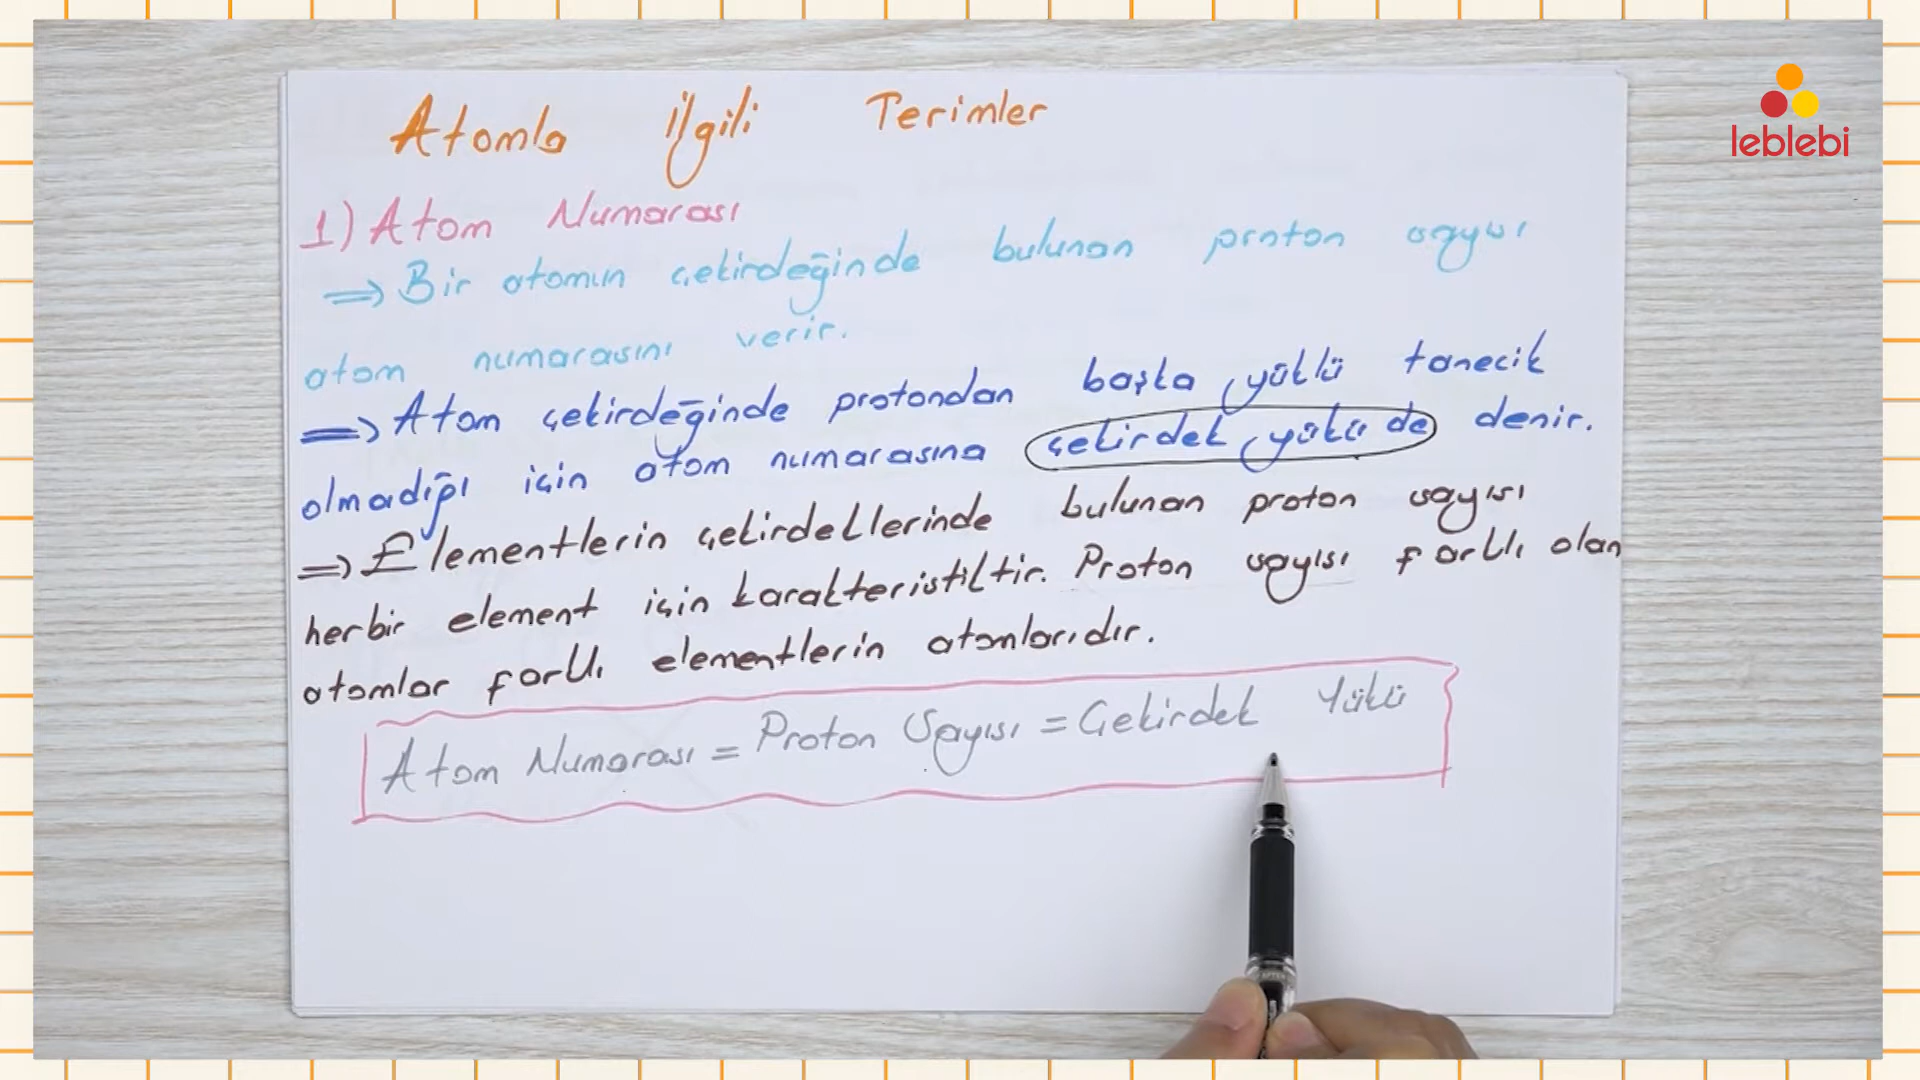 Atomla İlgili Terimler
leblebi
1) Atom Numarası
⇒ Bir atomun çekirdeğinde bulunan proton sayısı
atom numarasını verir.
⇒ Atom çekirdeğinde protondan başka yüklü tanecik
olmadığı için atom numarasına çekirdek yükü de denir.
⇒ Elementlerin çekirdeklerinde bulunan proton sayısı
herbir element için karakteristiktir. Proton sayısı farklı olan
atomlar farklı elementlerin atomlarıdır.
Atom Numarası = Proton Sayısı = Çekirdek Yükü